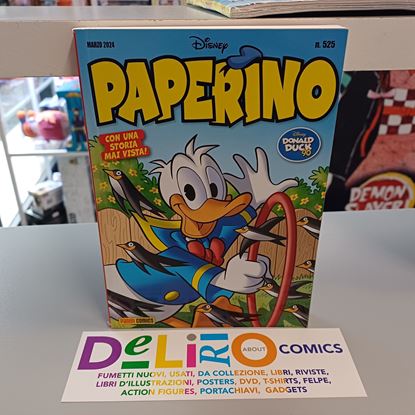 MARZO 2024
Disney
n. 525
PAPERINO
CON UNA
STORIA
MAI VISTA!
Disney
DONALD
DUCK
90
PANINI COMICS
DeLiRiO
ABOUT
COMICS
FUMETTI NUOVI, USATI, DA COLLEZIONE, LIBRI, RIVISTE,
LIBRI D'ILLUSTRAZIONI, POSTERS, DVD, T-SHIRTS, FELPE,
ACTION FIGURES, PORTACHIAVI, GADGETS
DEMON
SLAYER